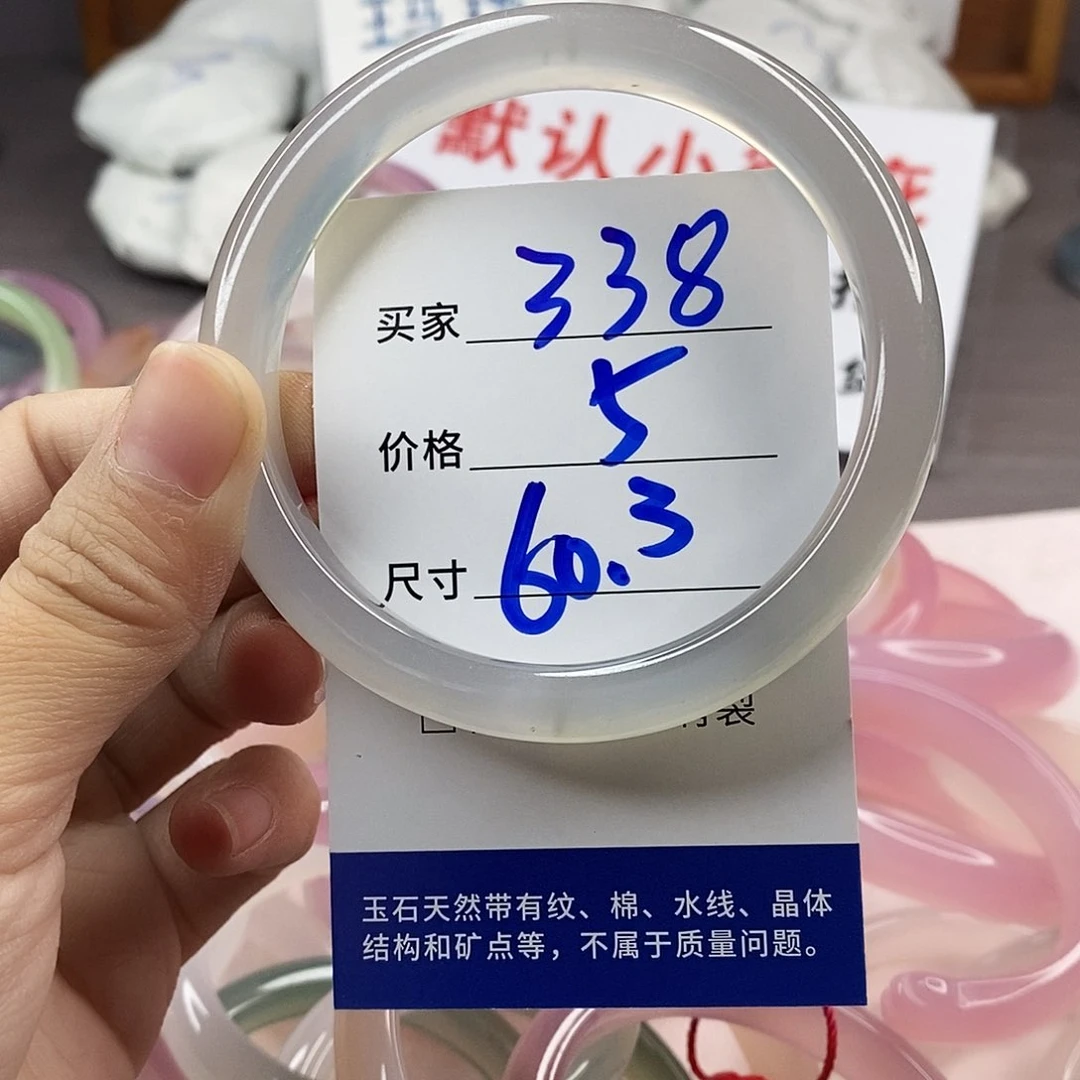 默认小
买家 338
价格 5
尺寸 60.3
玉石天然带有纹、棉、水线、晶体
结构和矿点等，不属于质量问题。